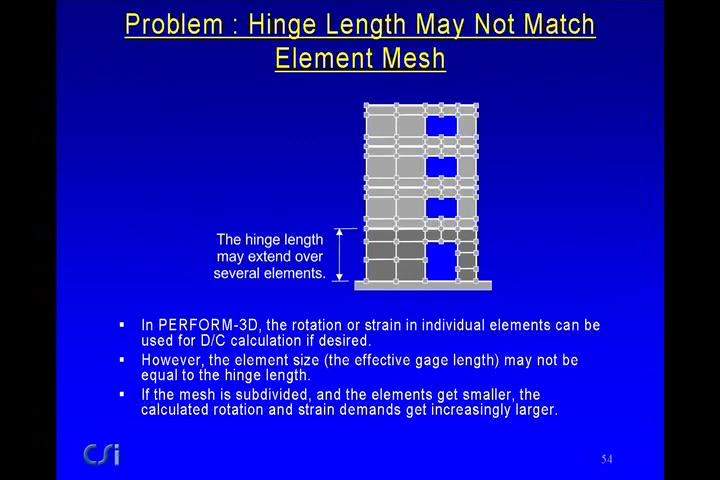 Problem : Hinge Length May Not Match
Element Mesh
The hinge length
may extend over
several elements.
▪ In PERFORM-3D, the rotation or strain in individual elements can be
used for D/C calculation if desired.
▪ However, the element size (the effective gage length) may not be
equal to the hinge length.
▪ If the mesh is subdivided, and the elements get smaller, the
calculated rotation and strain demands get increasingly larger.
CSi
54